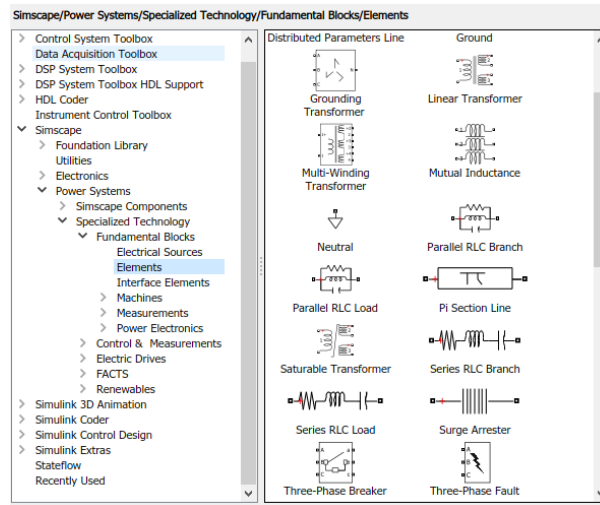 Simscape/Power Systems/Specialized Technology/Fundamental Blocks/Elements
Control System Toolbox
Data Acquisition Toolbox
DSP System Toolbox
DSP System Toolbox HDL Support
HDL Coder
Instrument Control Toolbox
Simscape
Foundation Library
Utilities
Electronics
Power Systems
Simscape Components
Specialized Technology
Fundamental Blocks
Electrical Sources
Elements
Interface Elements
Machines
Measurements
Power Electronics
Control & Measurements
Electric Drives
FACTS
Renewables
Simulink 3D Animation
Simulink Coder
Simulink Control Design
Simulink Extras
Stateflow
Recently Used
Distributed Parameters Line
Ground
Grounding
Transformer
Linear Transformer
Multi-Winding
Transformer
Mutual Inductance
Neutral
Parallel RLC Branch
Parallel RLC Load
Pi Section Line
Saturable Transformer
Series RLC Branch
Series RLC Load
Surge Arrester
Three-Phase Breaker
Three-Phase Fault